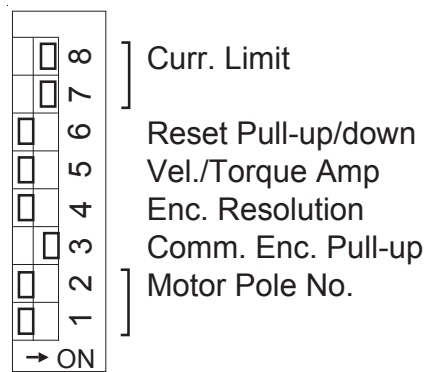 8 Curr. Limit
7
6 Reset Pull-up/down
5 Vel./Torque Amp
4 Enc. Resolution
3 Comm. Enc. Pull-up
2 Motor Pole No.
1
→ ON